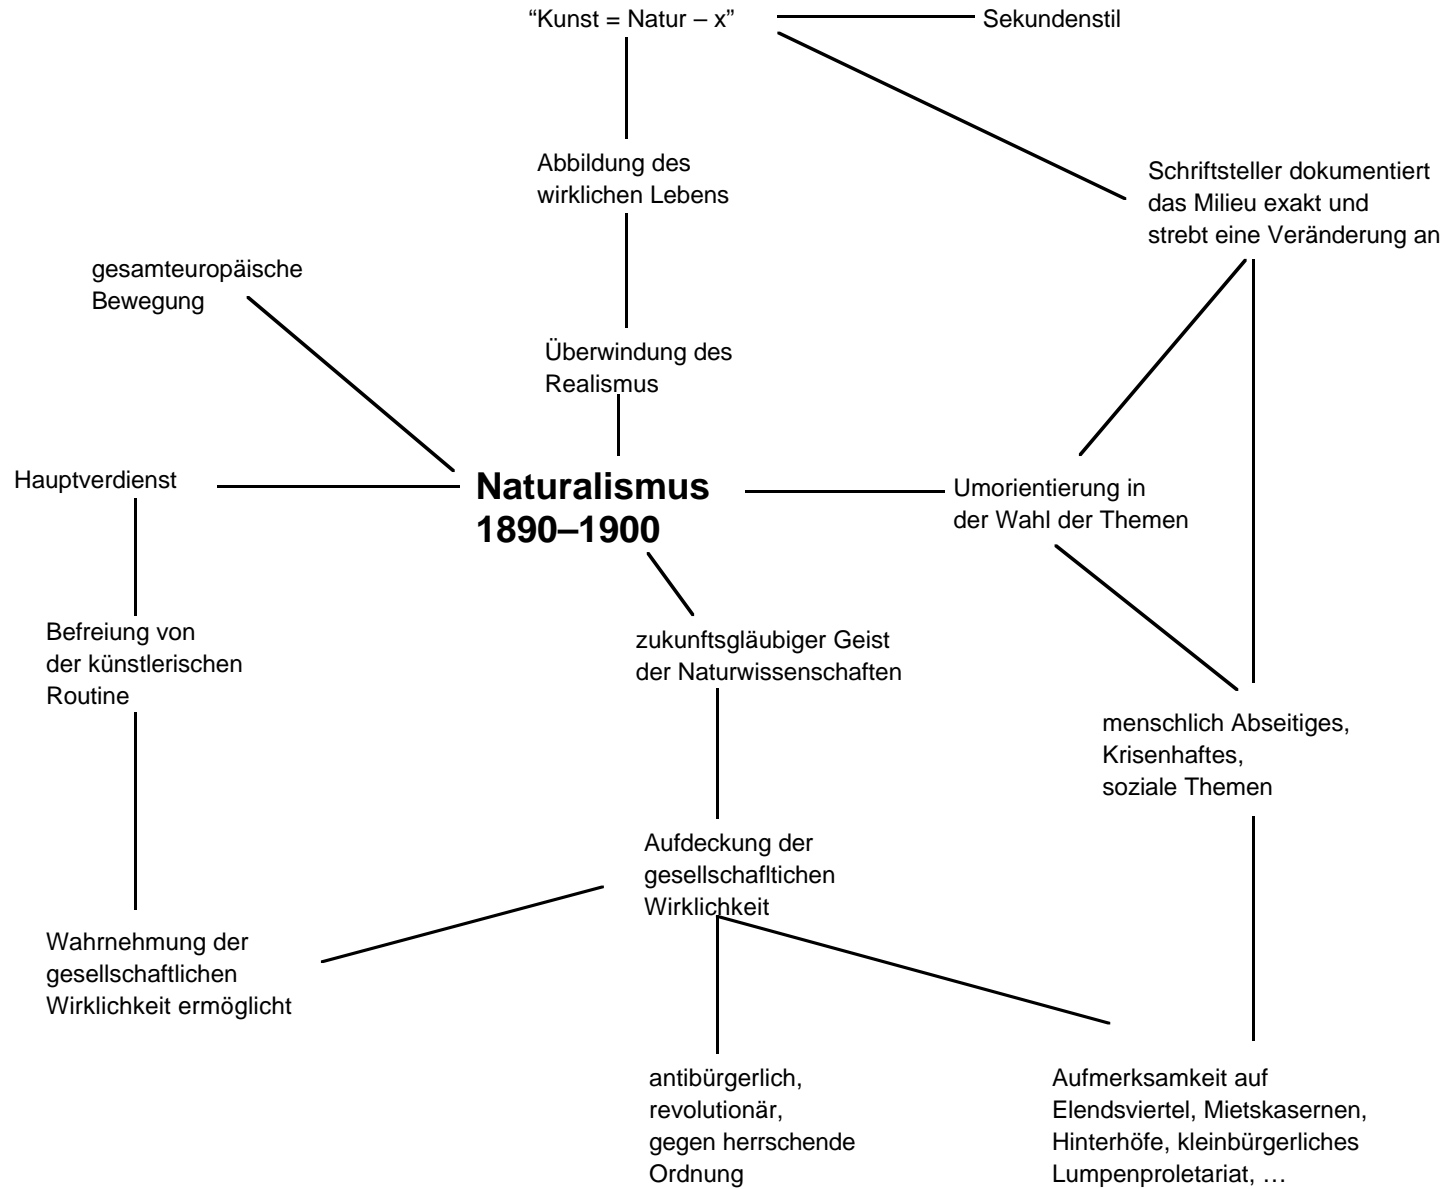 “Kunst = Natur – x”
Sekundenstil
Abbildung des
wirklichen Lebens
Schriftsteller dokumentiert
das Milieu exakt und
strebt eine Veränderung an
gesamteuropäische
Bewegung
Überwindung des
Realismus
Hauptverdienst
Naturalismus
1890–1900
Umorientierung in
der Wahl der Themen
Befreiung von
der künstlerischen
Routine
zukunftsgläubiger Geist
der Naturwissenschaften
menschlich Abseitiges,
Krisenhaftes,
soziale Themen
Aufdeckung der
gesellschafltichen
Wirklichkeit
Wahrnehmung der
gesellschaftlichen
Wirklichkeit ermöglicht
antibürgerlich,
revolutionär,
gegen herrschende
Ordnung
Aufmerksamkeit auf
Elendsviertel, Mietskasernen,
Hinterhöfe, kleinbürgerliches
Lumpenproletariat, …